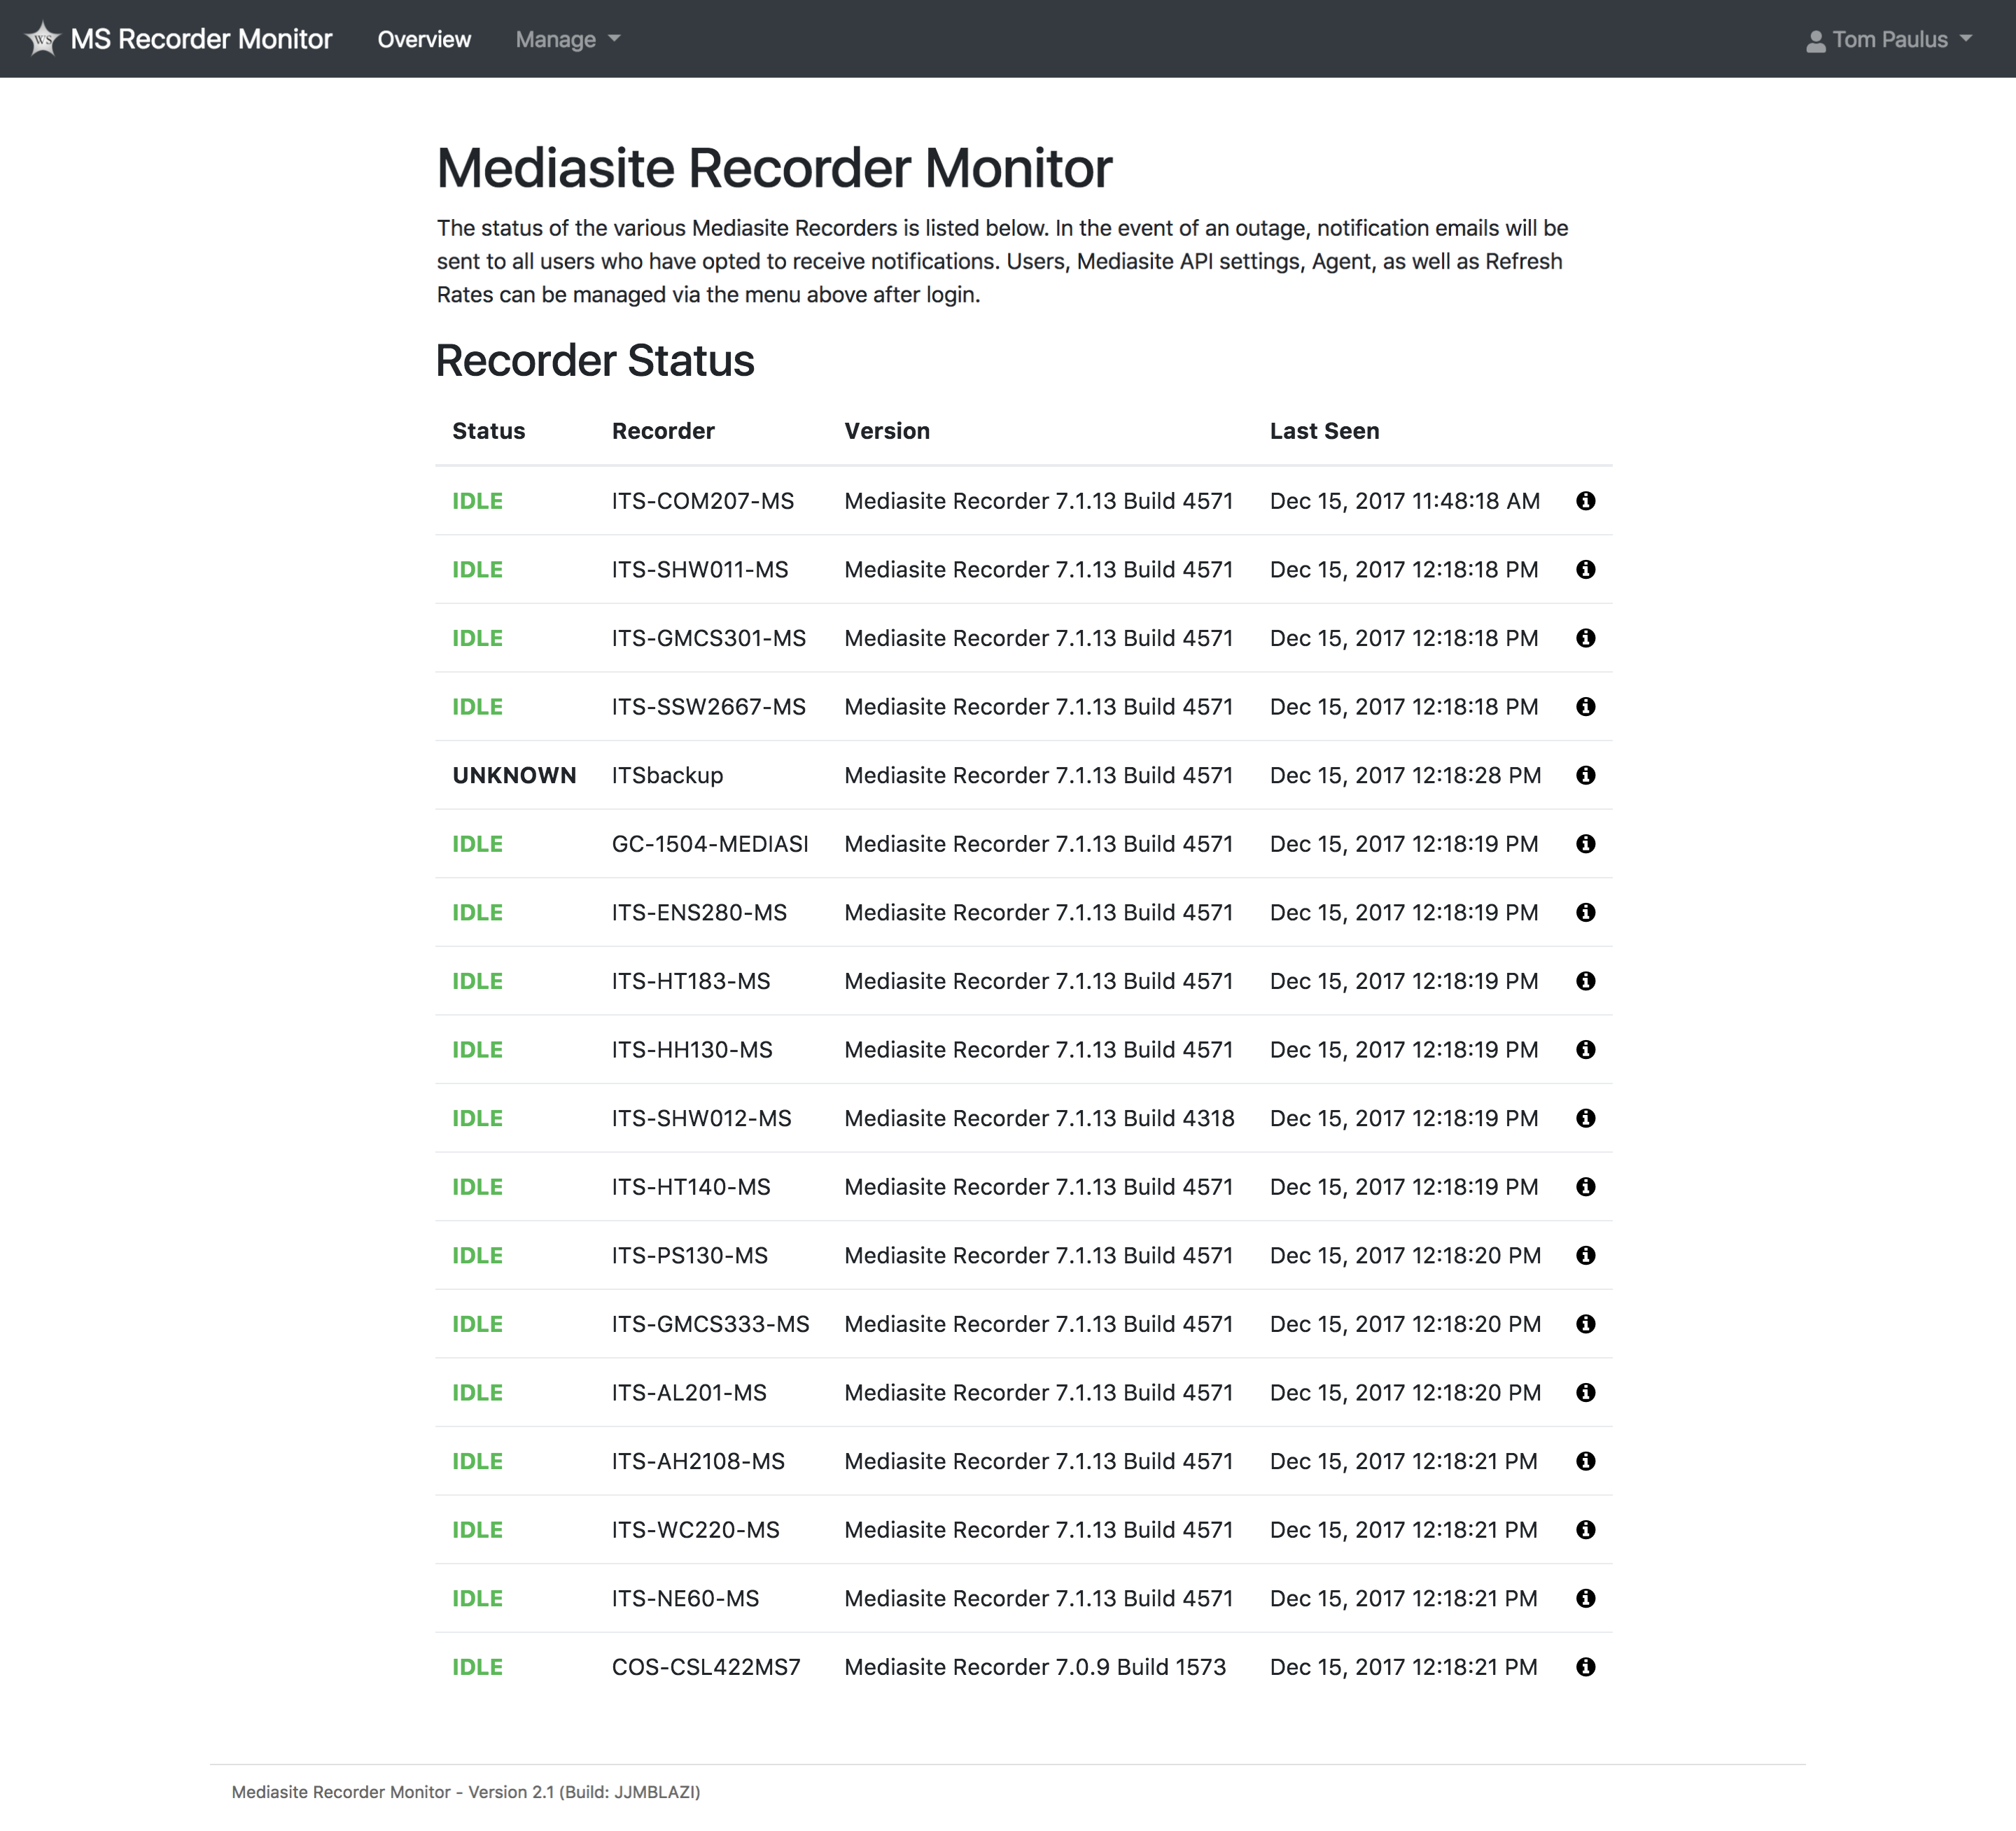 WS MS Recorder Monitor Overview Manage Tom Paulus
Mediasite Recorder Monitor
The status of the various Mediasite Recorders is listed below. In the event of an outage, notification emails will be
sent to all users who have opted to receive notifications. Users, Mediasite API settings, Agent, as well as Refresh
Rates can be managed via the menu above after login.
Recorder Status
Status Recorder Version Last Seen
IDLE ITS-COM207-MS Mediasite Recorder 7.1.13 Build 4571 Dec 15, 2017 11:48:18 AM
IDLE ITS-SHW011-MS Mediasite Recorder 7.1.13 Build 4571 Dec 15, 2017 12:18:18 PM
IDLE ITS-GMCS301-MS Mediasite Recorder 7.1.13 Build 4571 Dec 15, 2017 12:18:18 PM
IDLE ITS-SSW2667-MS Mediasite Recorder 7.1.13 Build 4571 Dec 15, 2017 12:18:18 PM
UNKNOWN ITSbackup Mediasite Recorder 7.1.13 Build 4571 Dec 15, 2017 12:18:28 PM
IDLE GC-1504-MEDIASI Mediasite Recorder 7.1.13 Build 4571 Dec 15, 2017 12:18:19 PM
IDLE ITS-ENS280-MS Mediasite Recorder 7.1.13 Build 4571 Dec 15, 2017 12:18:19 PM
IDLE ITS-HT183-MS Mediasite Recorder 7.1.13 Build 4571 Dec 15, 2017 12:18:19 PM
IDLE ITS-HH130-MS Mediasite Recorder 7.1.13 Build 4571 Dec 15, 2017 12:18:19 PM
IDLE ITS-SHW012-MS Mediasite Recorder 7.1.13 Build 4318 Dec 15, 2017 12:18:19 PM
IDLE ITS-HT140-MS Mediasite Recorder 7.1.13 Build 4571 Dec 15, 2017 12:18:19 PM
IDLE ITS-PS130-MS Mediasite Recorder 7.1.13 Build 4571 Dec 15, 2017 12:18:20 PM
IDLE ITS-GMCS333-MS Mediasite Recorder 7.1.13 Build 4571 Dec 15, 2017 12:18:20 PM
IDLE ITS-AL201-MS Mediasite Recorder 7.1.13 Build 4571 Dec 15, 2017 12:18:20 PM
IDLE ITS-AH2108-MS Mediasite Recorder 7.1.13 Build 4571 Dec 15, 2017 12:18:21 PM
IDLE ITS-WC220-MS Mediasite Recorder 7.1.13 Build 4571 Dec 15, 2017 12:18:21 PM
IDLE ITS-NE60-MS Mediasite Recorder 7.1.13 Build 4571 Dec 15, 2017 12:18:21 PM
IDLE COS-CSL422MS7 Mediasite Recorder 7.0.9 Build 1573 Dec 15, 2017 12:18:21 PM
Mediasite Recorder Monitor - Version 2.1 (Build: JJMBLAZI)